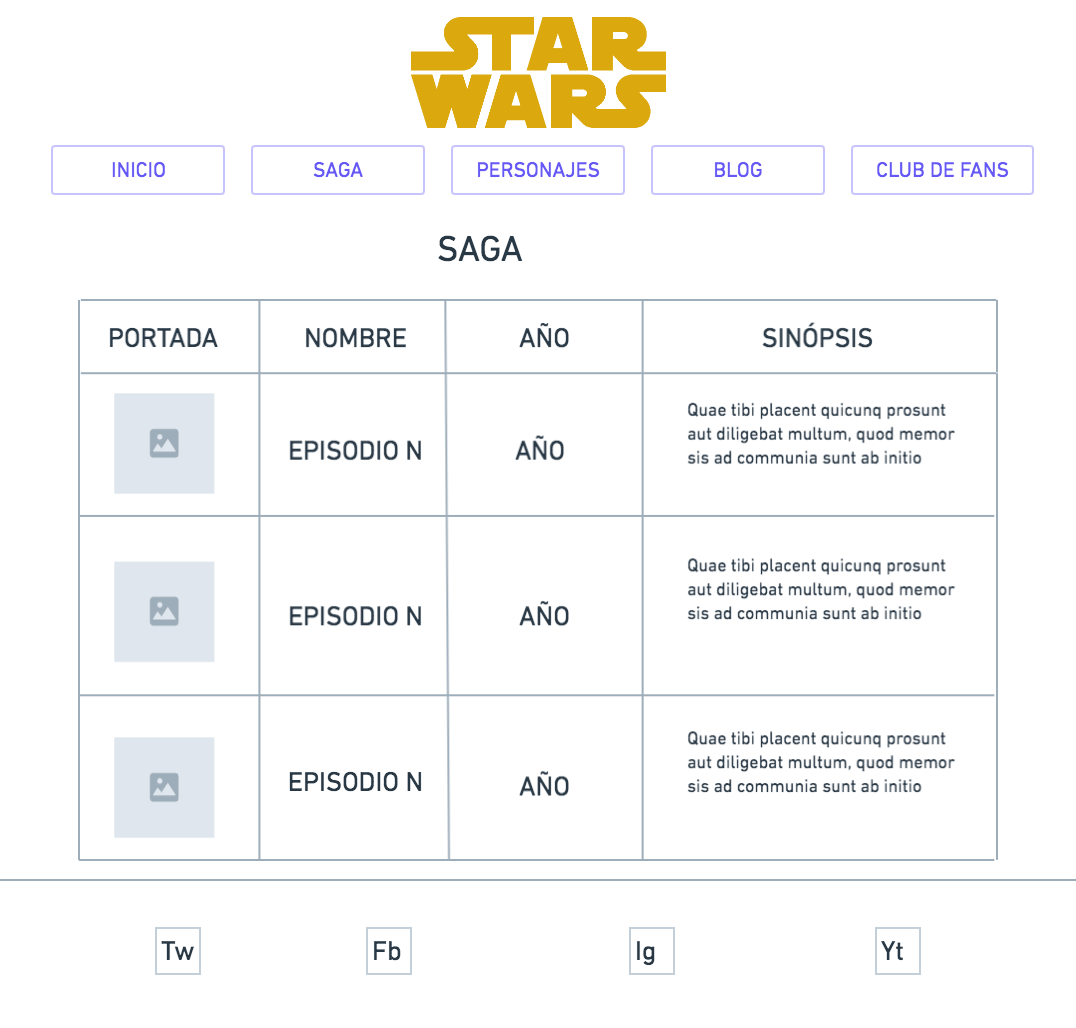 STAR
WARS
INICIO
SAGA
PERSONAJES
BLOG
CLUB DE FANS
SAGA
PORTADA
NOMBRE
AÑO
SINÓPSIS
EPISODIO N
AÑO
Quae tibi placent quicunq prosunt
aut diligebat multum, quod memor
sis ad communia sunt ab initio
EPISODIO N
AÑO
Quae tibi placent quicunq prosunt
aut diligebat multum, quod memor
sis ad communia sunt ab initio
EPISODIO N
AÑO
Quae tibi placent quicunq prosunt
aut diligebat multum, quod memor
sis ad communia sunt ab initio
Tw
Fb
Ig
Yt